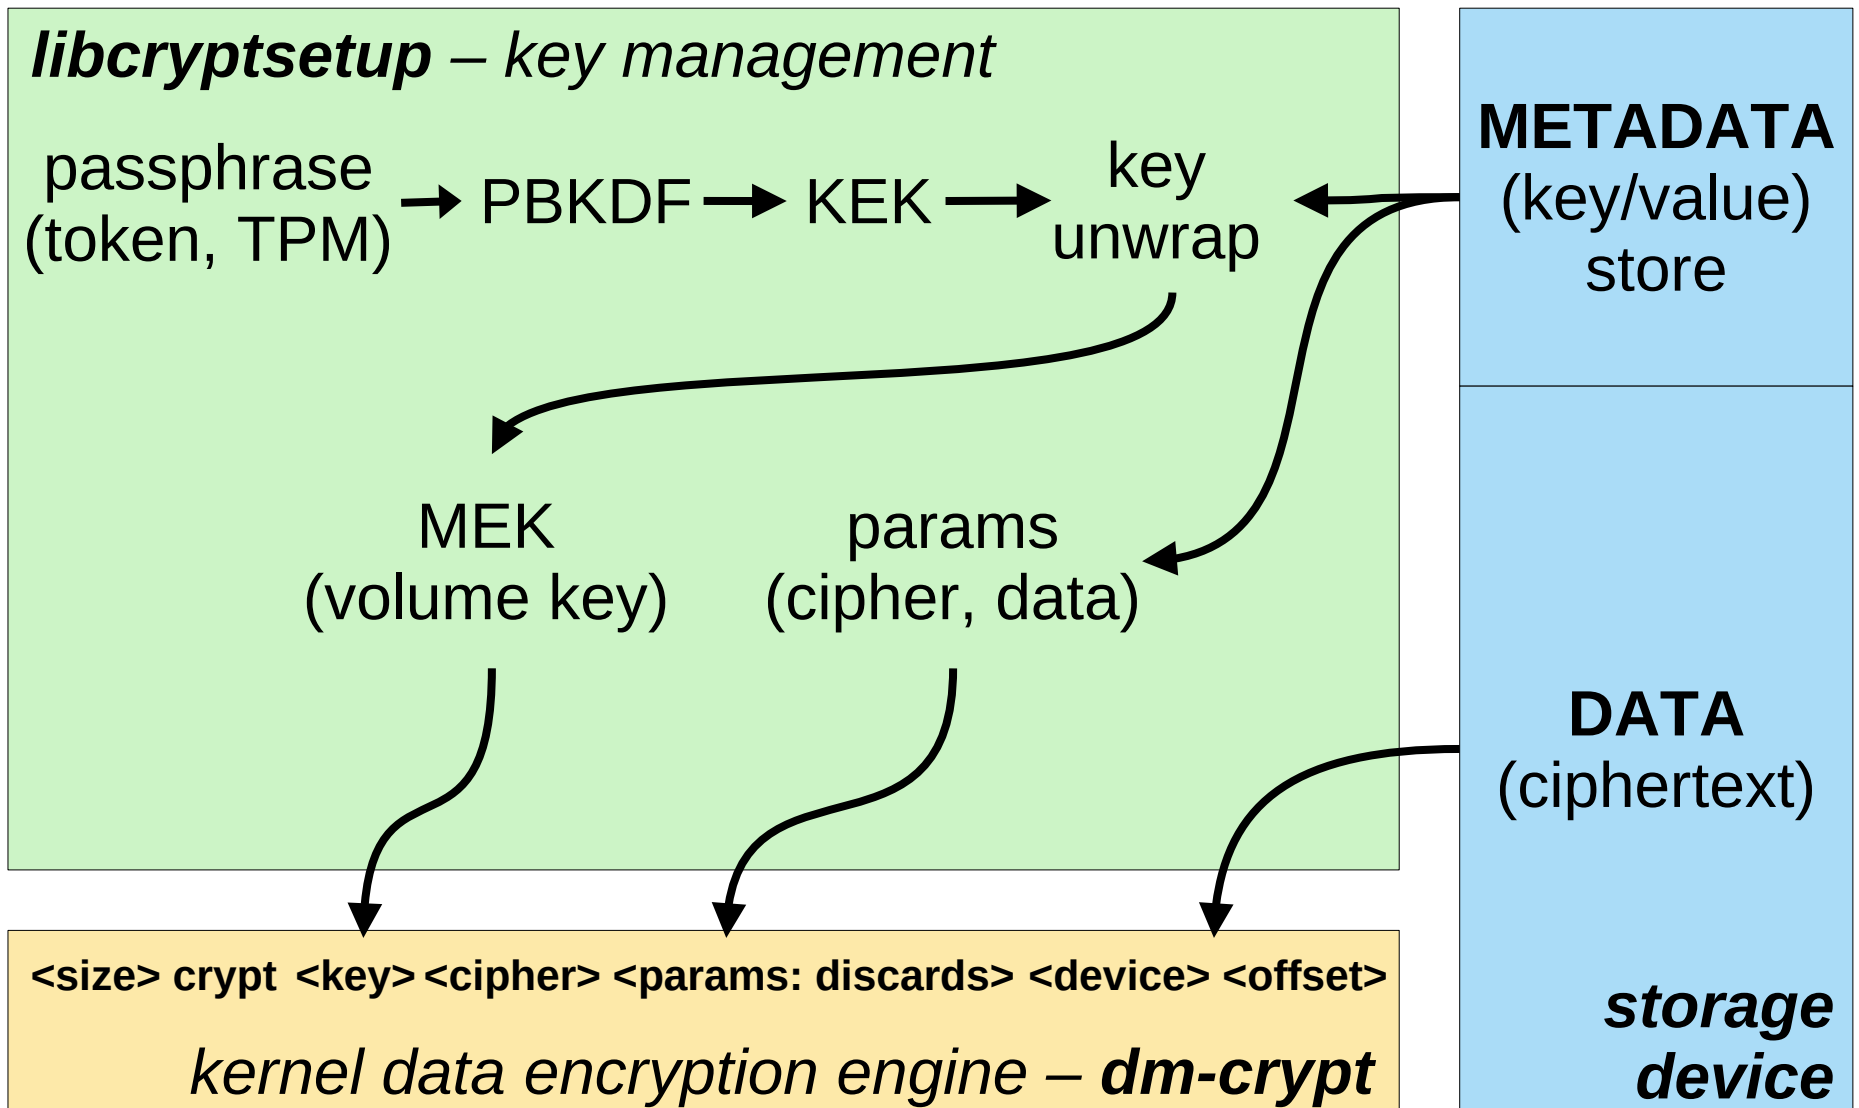 libcryptsetup – key management
passphrase
(token, TPM)
PBKDF
KEK
key
unwrap
METADATA
(key/value)
store
MEK
(volume key)
params
(cipher, data)
DATA
(ciphertext)
<size> crypt <key> <cipher> <params: discards> <device> <offset>
kernel data encryption engine – dm-crypt
storage
device